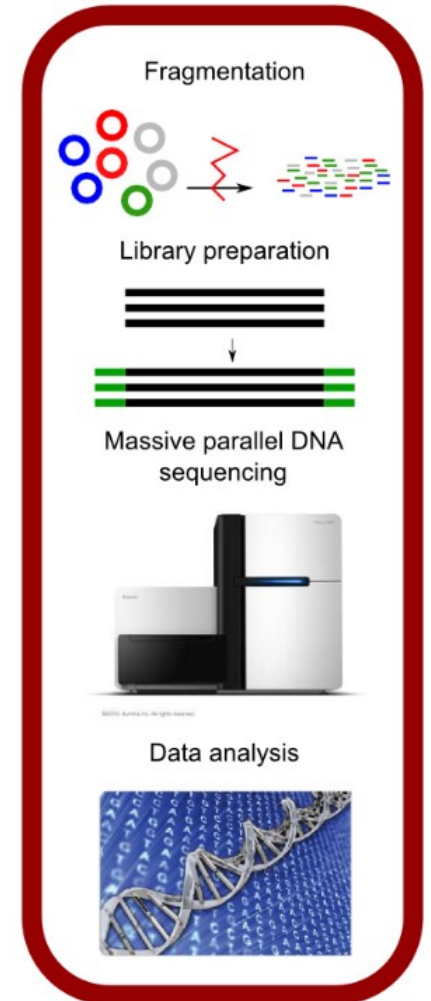 Fragmentation
Library preparation
Massive parallel DNA
sequencing
Data analysis